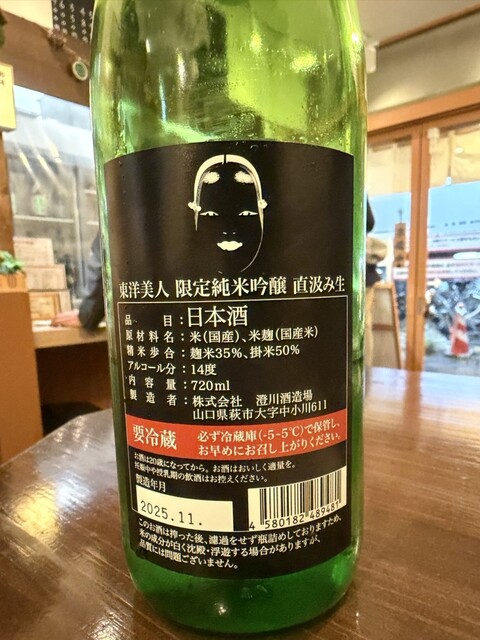 東洋美人 限定純米吟醸 直汲み生
品目：日本酒
原材料名：米(国産)、米麹(国産米)
精米歩合：麹米35%、掛米50%
アルコール分：14度
内容量：720ml
製造者：株式会社 澄川酒造場
山口県萩市大字中小川611
要冷蔵
必ず冷蔵庫(-5~5℃)で保管し、
お早めにお召し上がりください。
お酒は20歳になってから。お酒はおいしく適量を。
妊娠中や授乳期の飲酒はお控えください。
製造年月
2025.11.
4 580182 489481
このお酒は搾った後、濾過をせず瓶詰めしておりますため、
米の成分が白く沈殿・浮遊する場合がありますが、
品質には問題ございません。